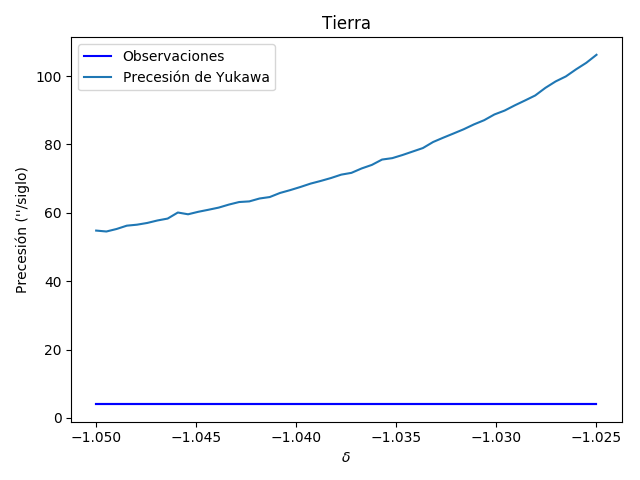 Tierra
Observaciones
Precesión de Yukawa
Precesión (''/siglo)
100
80
60
40
20
0
−1.050
−1.045
−1.040
−1.035
−1.030
−1.025
δ